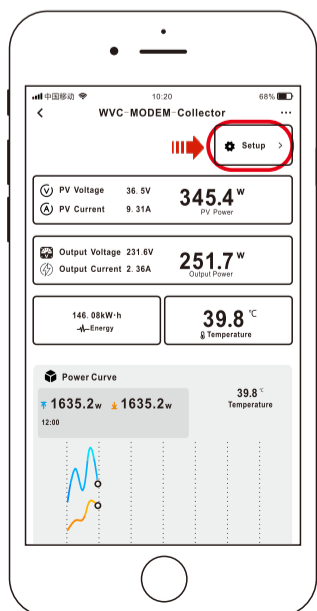 中国移动 10:20 68%
< WVC-MODEM-Collector ...
Setup >
V PV Voltage 36.5V
A PV Current 9.31A
345.4 W
PV Power
Output Voltage 231.6V
Output Current 2.36A
251.7 W
Output Power
146.08kW·h
Energy
39.8 ℃
Temperature
Power Curve
1635.2w 1635.2w
12:00
39.8 ℃
Temperature